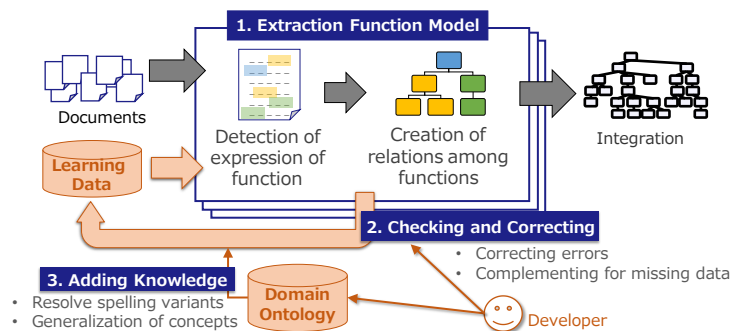 1. Extraction Function Model
Documents
Detection of
expression of
function
Creation of
relations among
functions
Integration
Learning
Data
2. Checking and Correcting
• Correcting errors
• Complementing for missing data
3. Adding Knowledge
• Resolve spelling variants
• Generalization of concepts
Domain
Ontology
Developer